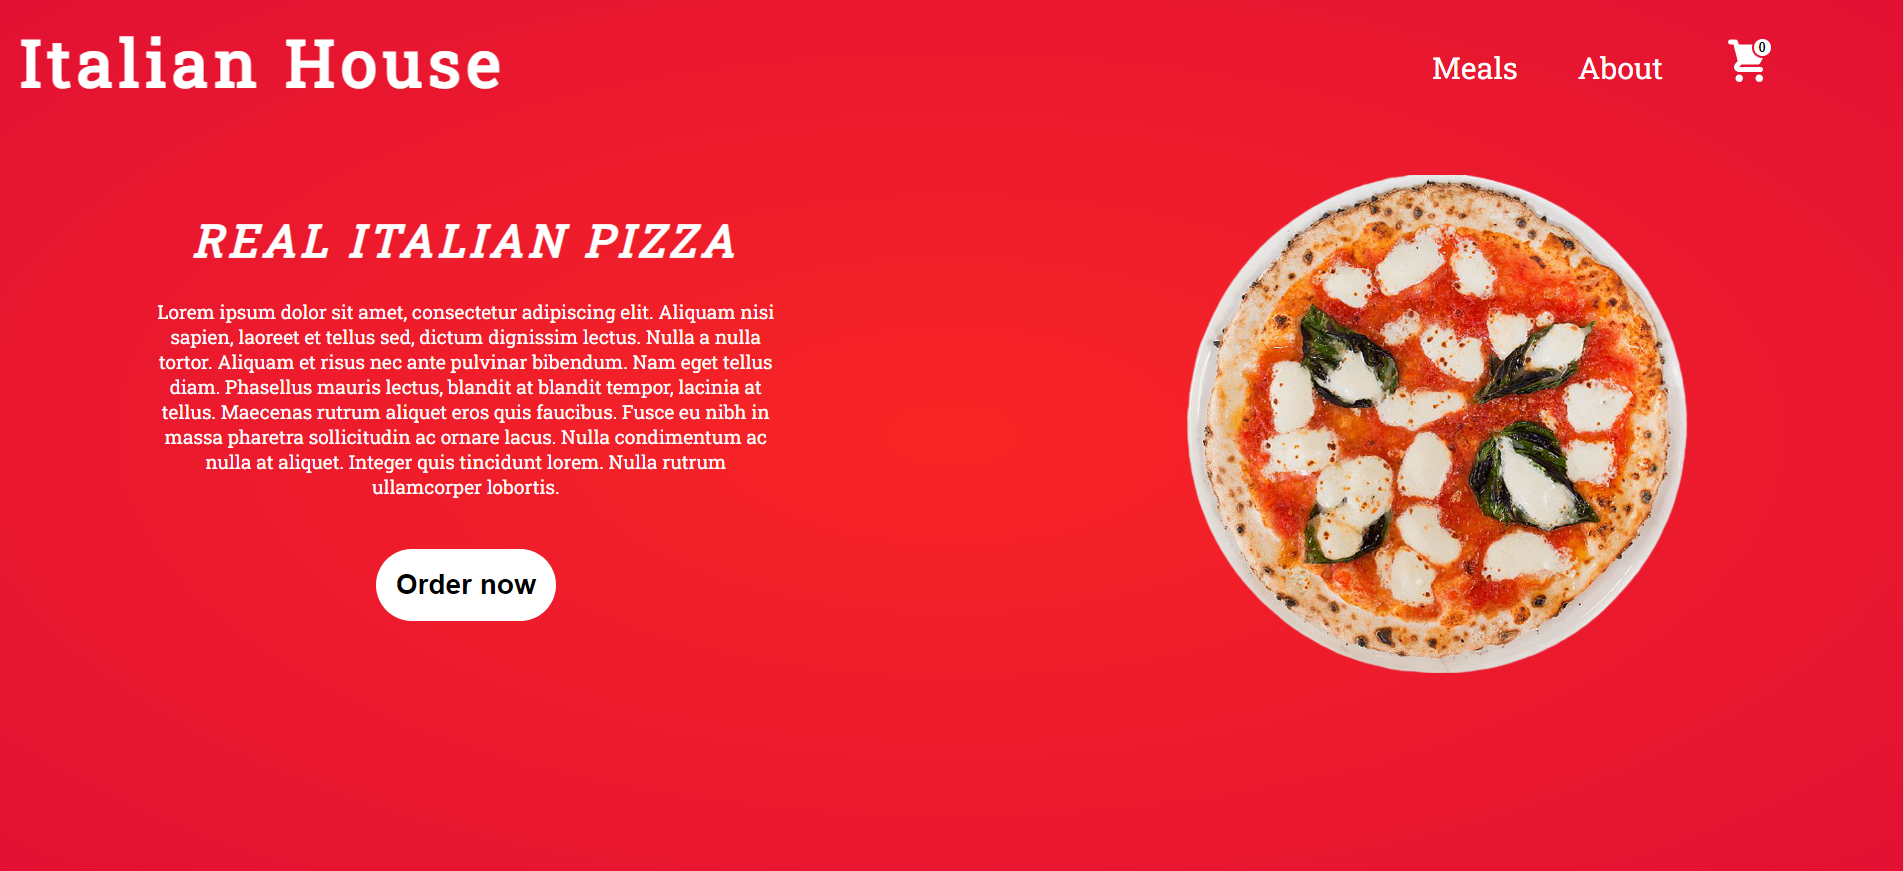 Italian House
Meals
About
0
REAL ITALIAN PIZZA
Lorem ipsum dolor sit amet, consectetur adipiscing elit. Aliquam nisi
sapien, laoreet et tellus sed, dictum dignissim lectus. Nulla a nulla
tortor. Aliquam et risus nec ante pulvinar bibendum. Nam eget tellus
diam. Phasellus mauris lectus, blandit at blandit tempor, lacinia at
tellus. Maecenas rutrum aliquet eros quis faucibus. Fusce eu nibh in
massa pharetra sollicitudin ac ornare lacus. Nulla condimentum ac
nulla at aliquet. Integer quis tincidunt lorem. Nulla rutrum
ullamcorper lobortis.
Order now